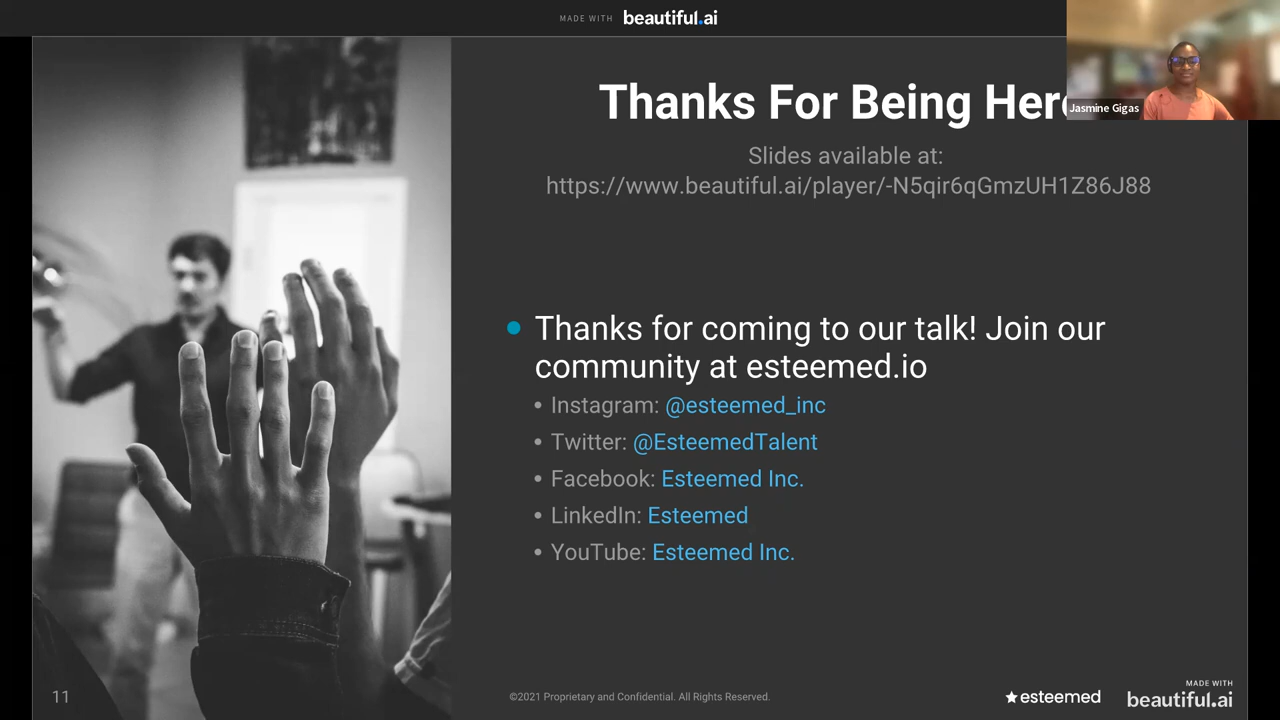 MADE WITH beautiful.ai
Jasmine Gigas
Thanks For Being Here
Slides available at:
https://www.beautiful.ai/player/-N5qir6qGmzUH1Z86J88
Thanks for coming to our talk! Join our
community at esteemed.io
Instagram: @esteemed_inc
Twitter: @EsteemedTalent
Facebook: Esteemed Inc.
LinkedIn: Esteemed
YouTube: Esteemed Inc.
11
©2021 Proprietary and Confidential. All Rights Reserved.
esteemed
MADE WITH
beautiful.ai